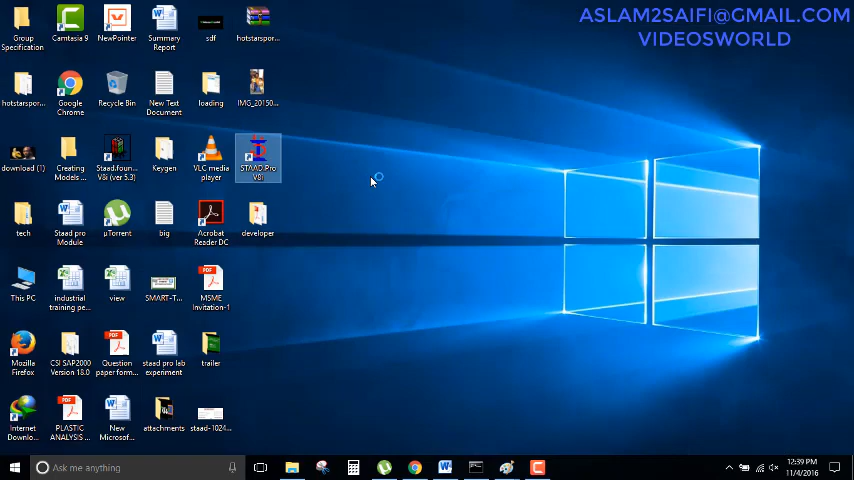 ASLAM2SAIFI@GMAIL.COM
VIDEOSWORLD
Group
Specification
Camtasia 9
NewPointer
Summary
Report
sdf
hotstarspor...
hotstarspor...
Google
Chrome
Recycle Bin
New Text
Document
loading
IMG_20150...
download (1)
Creating
Models ...
Staad.foun...
V8i (ver 5.3)
Keygen
VLC media
player
STAAD.Pro
V8i
tech
Staad pro
Module
µTorrent
big
Acrobat
Reader DC
developer
This PC
industrial
training pe...
view
SMART-T...
MSME
Invitation-1
Mozilla
Firefox
CSI SAP2000
Version 18.0
Question
paper form...
staad pro lab
experiment
trailer
Internet
Downlo...
PLASTIC
ANALYSIS ...
New
Microsof...
attachments
staad-1024...
Ask me anything
12:39 PM
11/4/2016